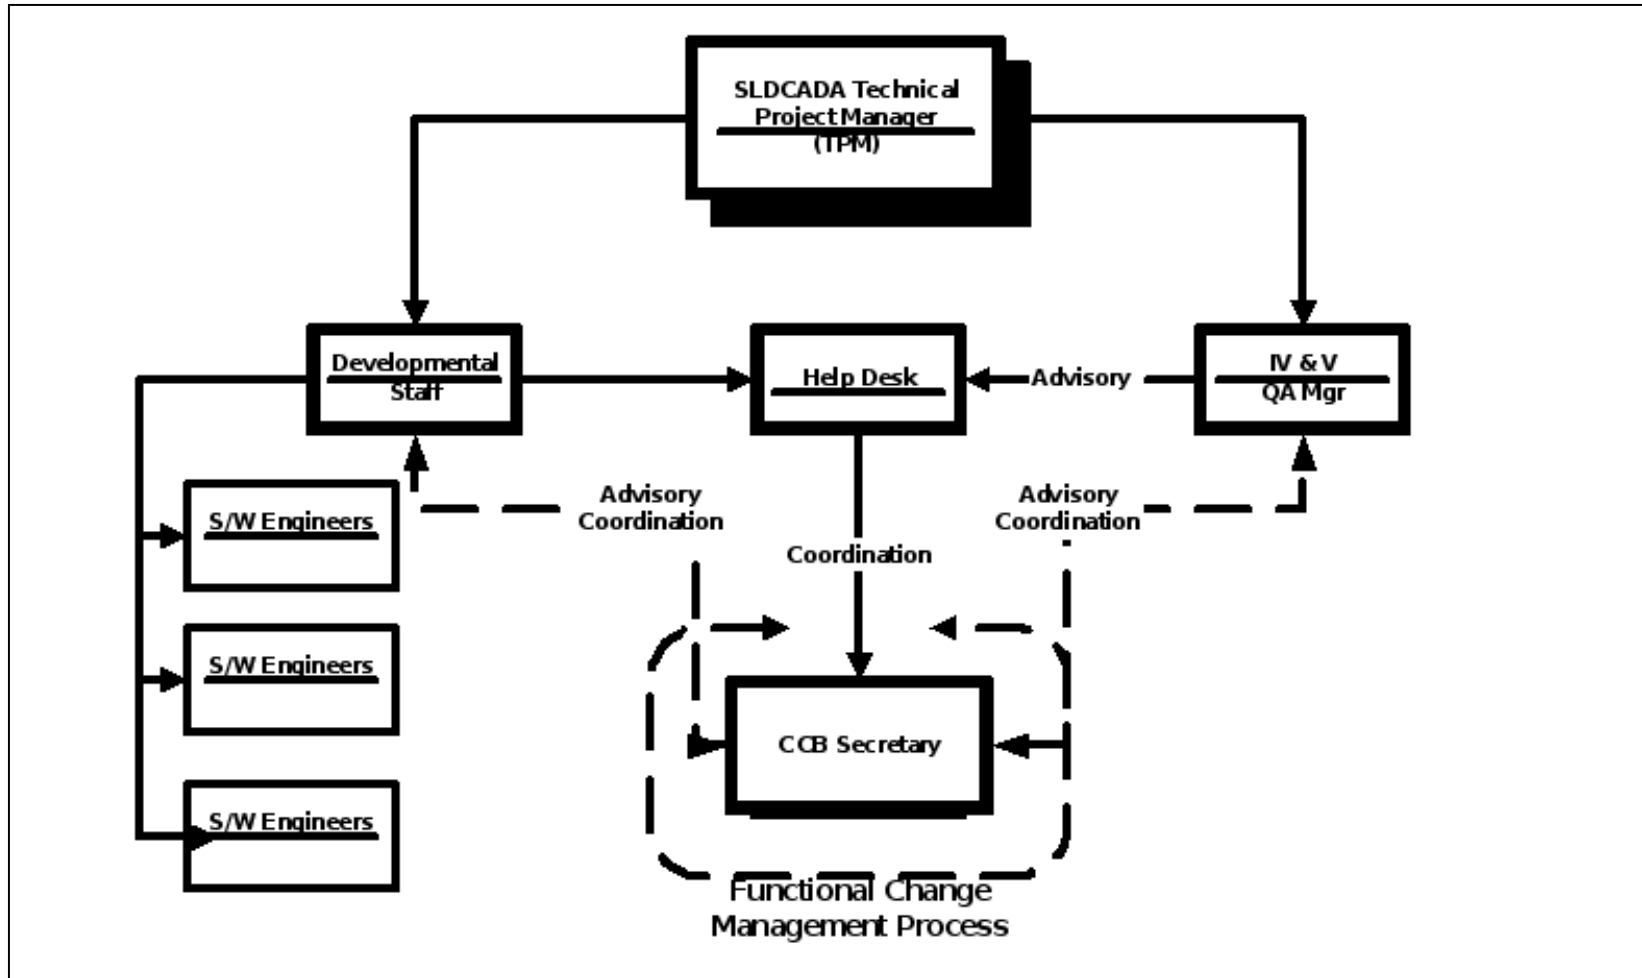 SLDCADA Technical
Project Manager
(TPM)
Developmental
Staff
Help Desk
Advisory
IV & V
QA Mgr
S/W Engineers
Advisory
Coordination
Advisory
Coordination
Coordination
S/W Engineers
CCB Secretary
S/W Engineers
Functional Change
Management Process